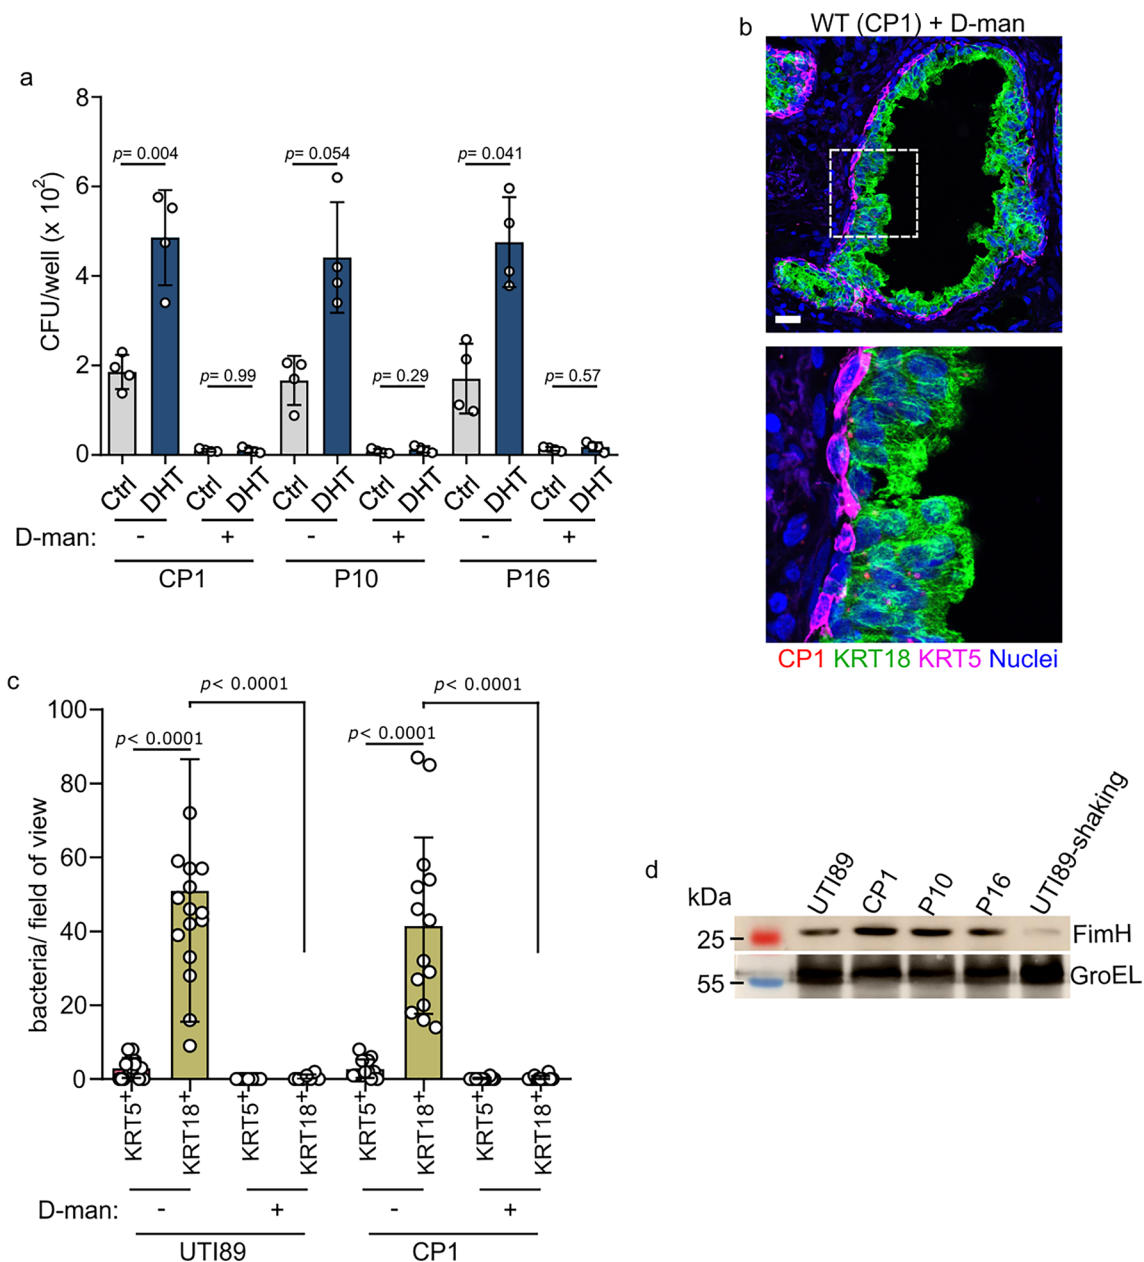 a
8
6
4
2
0
CFU/well (x 10²)
p= 0.004
p= 0.99
p= 0.054
p= 0.29
p= 0.041
p= 0.57
Ctrl DHT Ctrl DHT Ctrl DHT Ctrl DHT Ctrl DHT Ctrl DHT
D-man: - + - + - +
CP1 P10 P16
b
WT (CP1) + D-man
CP1 KRT18 KRT5 Nuclei
c
100
80
60
40
20
0
bacteria/ field of view
p< 0.0001
p< 0.0001
p< 0.0001
p< 0.0001
KRT5⁺ KRT18⁺ KRT5⁺ KRT18⁺ KRT5⁺ KRT18⁺ KRT5⁺ KRT18⁺
D-man: - + - +
UTI89 CP1
d
kDa
UTI89 CP1 P10 P16 UTI89-shaking
25 FimH
55 GroEL